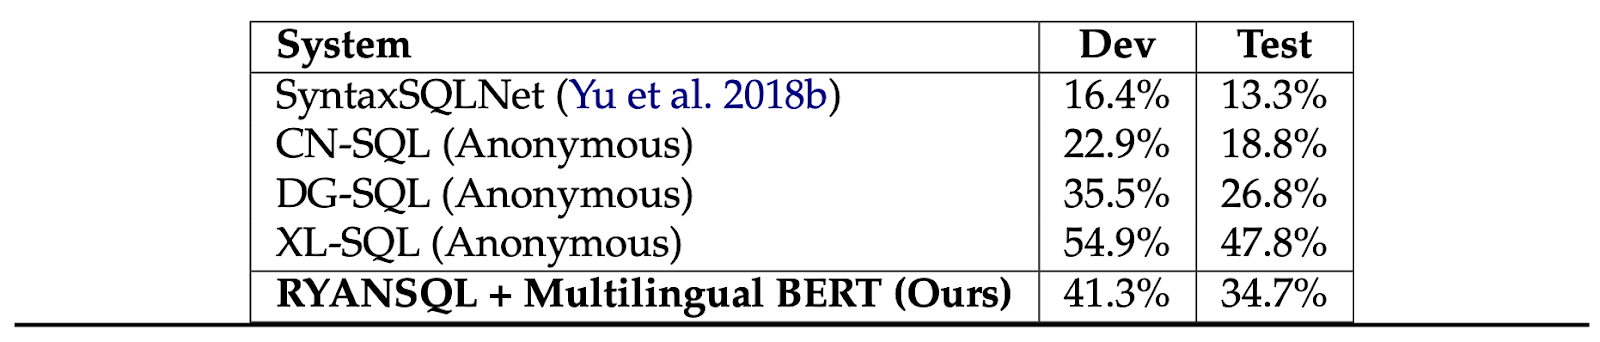 System Dev Test
SyntaxSQLNet (Yu et al. 2018b) 16.4% 13.3%
CN-SQL (Anonymous) 22.9% 18.8%
DG-SQL (Anonymous) 35.5% 26.8%
XL-SQL (Anonymous) 54.9% 47.8%
RYANSQL + Multilingual BERT (Ours) 41.3% 34.7%